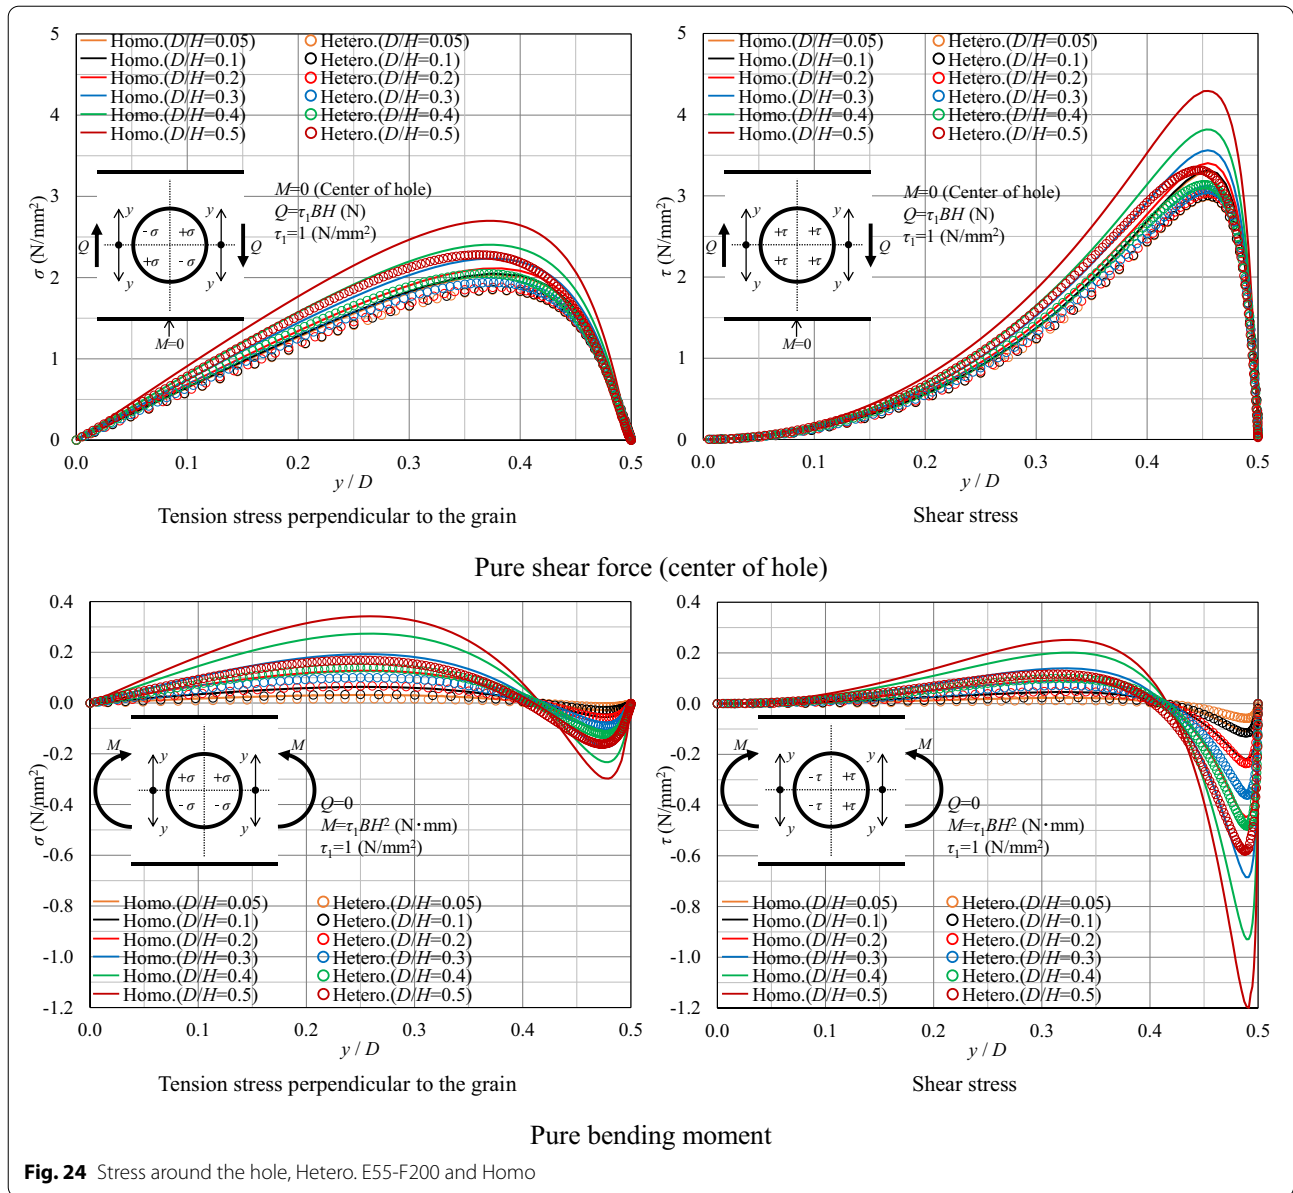 5
4
3
2
1
0
σ (N/mm²)
Homo.(D/H=0.05)
Homo.(D/H=0.1)
Homo.(D/H=0.2)
Homo.(D/H=0.3)
Homo.(D/H=0.4)
Homo.(D/H=0.5)
Hetero.(D/H=0.05)
Hetero.(D/H=0.1)
Hetero.(D/H=0.2)
Hetero.(D/H=0.3)
Hetero.(D/H=0.4)
Hetero.(D/H=0.5)
M=0 (Center of hole)
Q=τ₁BH (N)
τ₁=1 (N/mm²)
y y
-σ +σ
Q Q
+σ -σ
y y
M=0
0.0 0.1 0.2 0.3 0.4 0.5
y / D
Tension stress perpendicular to the grain
5
4
3
2
1
0
τ (N/mm²)
Homo.(D/H=0.05)
Homo.(D/H=0.1)
Homo.(D/H=0.2)
Homo.(D/H=0.3)
Homo.(D/H=0.4)
Homo.(D/H=0.5)
Hetero.(D/H=0.05)
Hetero.(D/H=0.1)
Hetero.(D/H=0.2)
Hetero.(D/H=0.3)
Hetero.(D/H=0.4)
Hetero.(D/H=0.5)
M=0 (Center of hole)
Q=τ₁BH (N)
τ₁=1 (N/mm²)
y y
+τ +τ
Q Q
+τ +τ
y y
M=0
0.0 0.1 0.2 0.3 0.4 0.5
y / D
Shear stress
Pure shear force (center of hole)
0.4
0.2
0.0
-0.2
-0.4
-0.6
-0.8
-1.0
-1.2
σ (N/mm²)
M M
y y
+σ +σ
-σ -σ
y y
Q=0
M=τ₁BH² (N·mm)
τ₁=1 (N/mm²)
Homo.(D/H=0.05)
Homo.(D/H=0.1)
Homo.(D/H=0.2)
Homo.(D/H=0.3)
Homo.(D/H=0.4)
Homo.(D/H=0.5)
Hetero.(D/H=0.05)
Hetero.(D/H=0.1)
Hetero.(D/H=0.2)
Hetero.(D/H=0.3)
Hetero.(D/H=0.4)
Hetero.(D/H=0.5)
0.0 0.1 0.2 0.3 0.4 0.5
y / D
Tension stress perpendicular to the grain
0.4
0.2
0.0
-0.2
-0.4
-0.6
-0.8
-1.0
-1.2
τ (N/mm²)
M M
y y
-τ +τ
-τ +τ
y y
Q=0
M=τ₁BH² (N·mm)
τ₁=1 (N/mm²)
Homo.(D/H=0.05)
Homo.(D/H=0.1)
Homo.(D/H=0.2)
Homo.(D/H=0.3)
Homo.(D/H=0.4)
Homo.(D/H=0.5)
Hetero.(D/H=0.05)
Hetero.(D/H=0.1)
Hetero.(D/H=0.2)
Hetero.(D/H=0.3)
Hetero.(D/H=0.4)
Hetero.(D/H=0.5)
0.0 0.1 0.2 0.3 0.4 0.5
y / D
Shear stress
Pure bending moment
Fig. 24 Stress around the hole, Hetero. E55-F200 and Homo